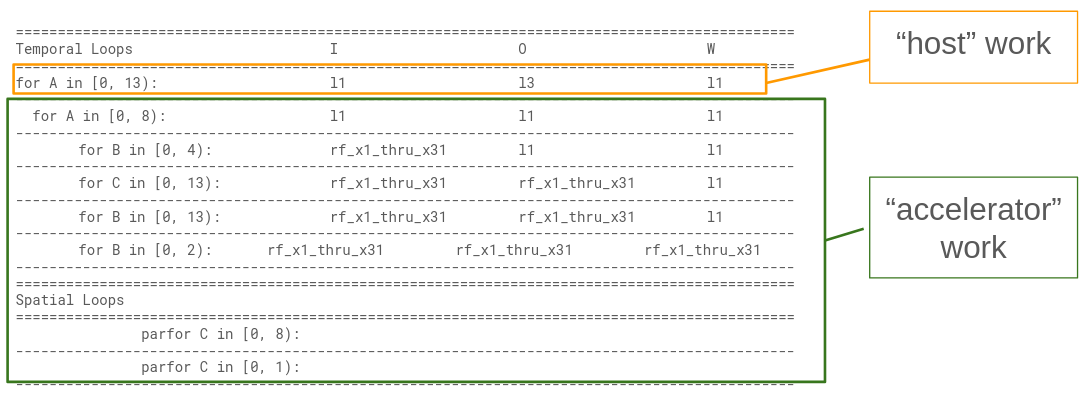 ================================================================================
Temporal Loops I O W
================================================================================
for A in [0, 13): l1 l3 l1
for A in [0, 8): l1 l1 l1
--------------------------------------------------------------------------------
for B in [0, 4): rf_x1_thru_x31 l1 l1
--------------------------------------------------------------------------------
for C in [0, 13): rf_x1_thru_x31 rf_x1_thru_x31 l1
--------------------------------------------------------------------------------
for B in [0, 13): rf_x1_thru_x31 rf_x1_thru_x31 l1
--------------------------------------------------------------------------------
for B in [0, 2): rf_x1_thru_x31 rf_x1_thru_x31 rf_x1_thru_x31
--------------------------------------------------------------------------------
================================================================================
Spatial Loops
================================================================================
parfor C in [0, 8):
--------------------------------------------------------------------------------
parfor C in [0, 1):
--------------------------------------------------------------------------------
“host” work
“accelerator”
work